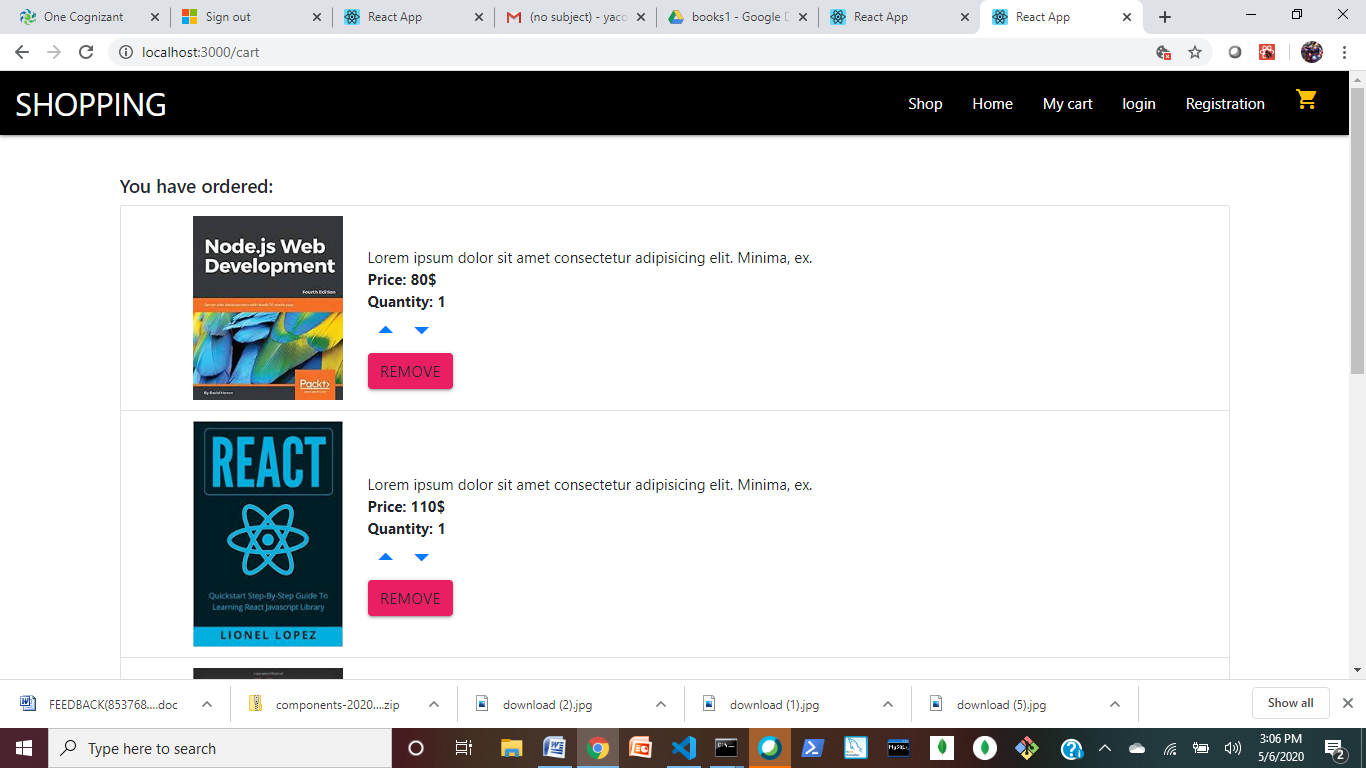 One Cognizant
Sign out
React App
(no subject) - yaco
books1 - Google D
React App
React App
localhost:3000/cart
SHOPPING
Shop
Home
My cart
login
Registration
You have ordered:
Node.js Web
Development
Fourth Edition
Packt>
By David Herron
Lorem ipsum dolor sit amet consectetur adipisicing elit. Minima, ex.
Price: 80$
Quantity: 1
REMOVE
REACT
Quickstart Step-By-Step Guide To
Learning React Javascript Library
LIONEL LOPEZ
Lorem ipsum dolor sit amet consectetur adipisicing elit. Minima, ex.
Price: 110$
Quantity: 1
REMOVE
FEEDBACK(853768....doc
components-2020....zip
download (2).jpg
download (1).jpg
download (5).jpg
Show all
Type here to search
MySQL
3:06 PM
5/6/2020
2